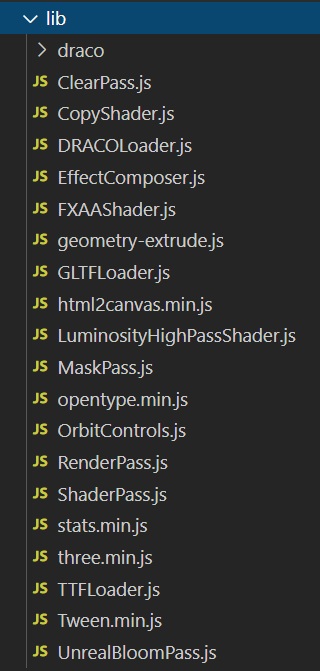 lib
draco
JS ClearPass.js
JS CopyShader.js
JS DRACOLoader.js
JS EffectComposer.js
JS FXAAShader.js
JS geometry-extrude.js
JS GLTFLoader.js
JS html2canvas.min.js
JS LuminosityHighPassShader.js
JS MaskPass.js
JS opentype.min.js
JS OrbitControls.js
JS RenderPass.js
JS ShaderPass.js
JS stats.min.js
JS three.min.js
JS TTFLoader.js
JS Tween.min.js
JS UnrealBloomPass.js